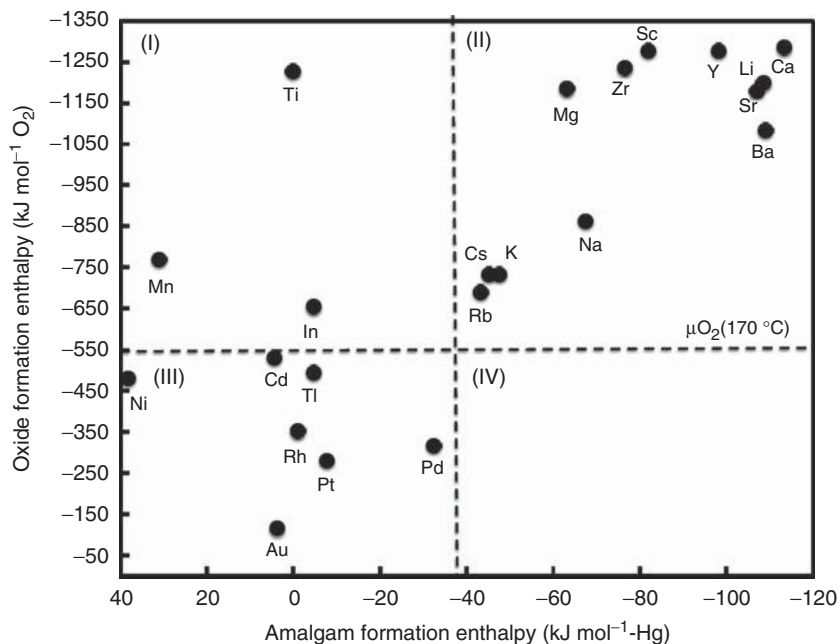 −1350
−1250
−1150
−1050
−950
−850
−750
−650
−550
−450
−350
−250
−150
−50
Oxide formation enthalpy (kJ mol⁻¹ O₂)
(I)
(II)
Sc
Ti
Mg
Zr
Y
Li
Ca
Sr
Ba
Mn
In
Cs
K
Na
Rb
μO₂(170 °C)
(III)
(IV)
Ni
Cd
Tl
Rh
Pt
Pd
Au
40
20
0
−20
−40
−60
−80
−100
−120
Amalgam formation enthalpy (kJ mol⁻¹-Hg)